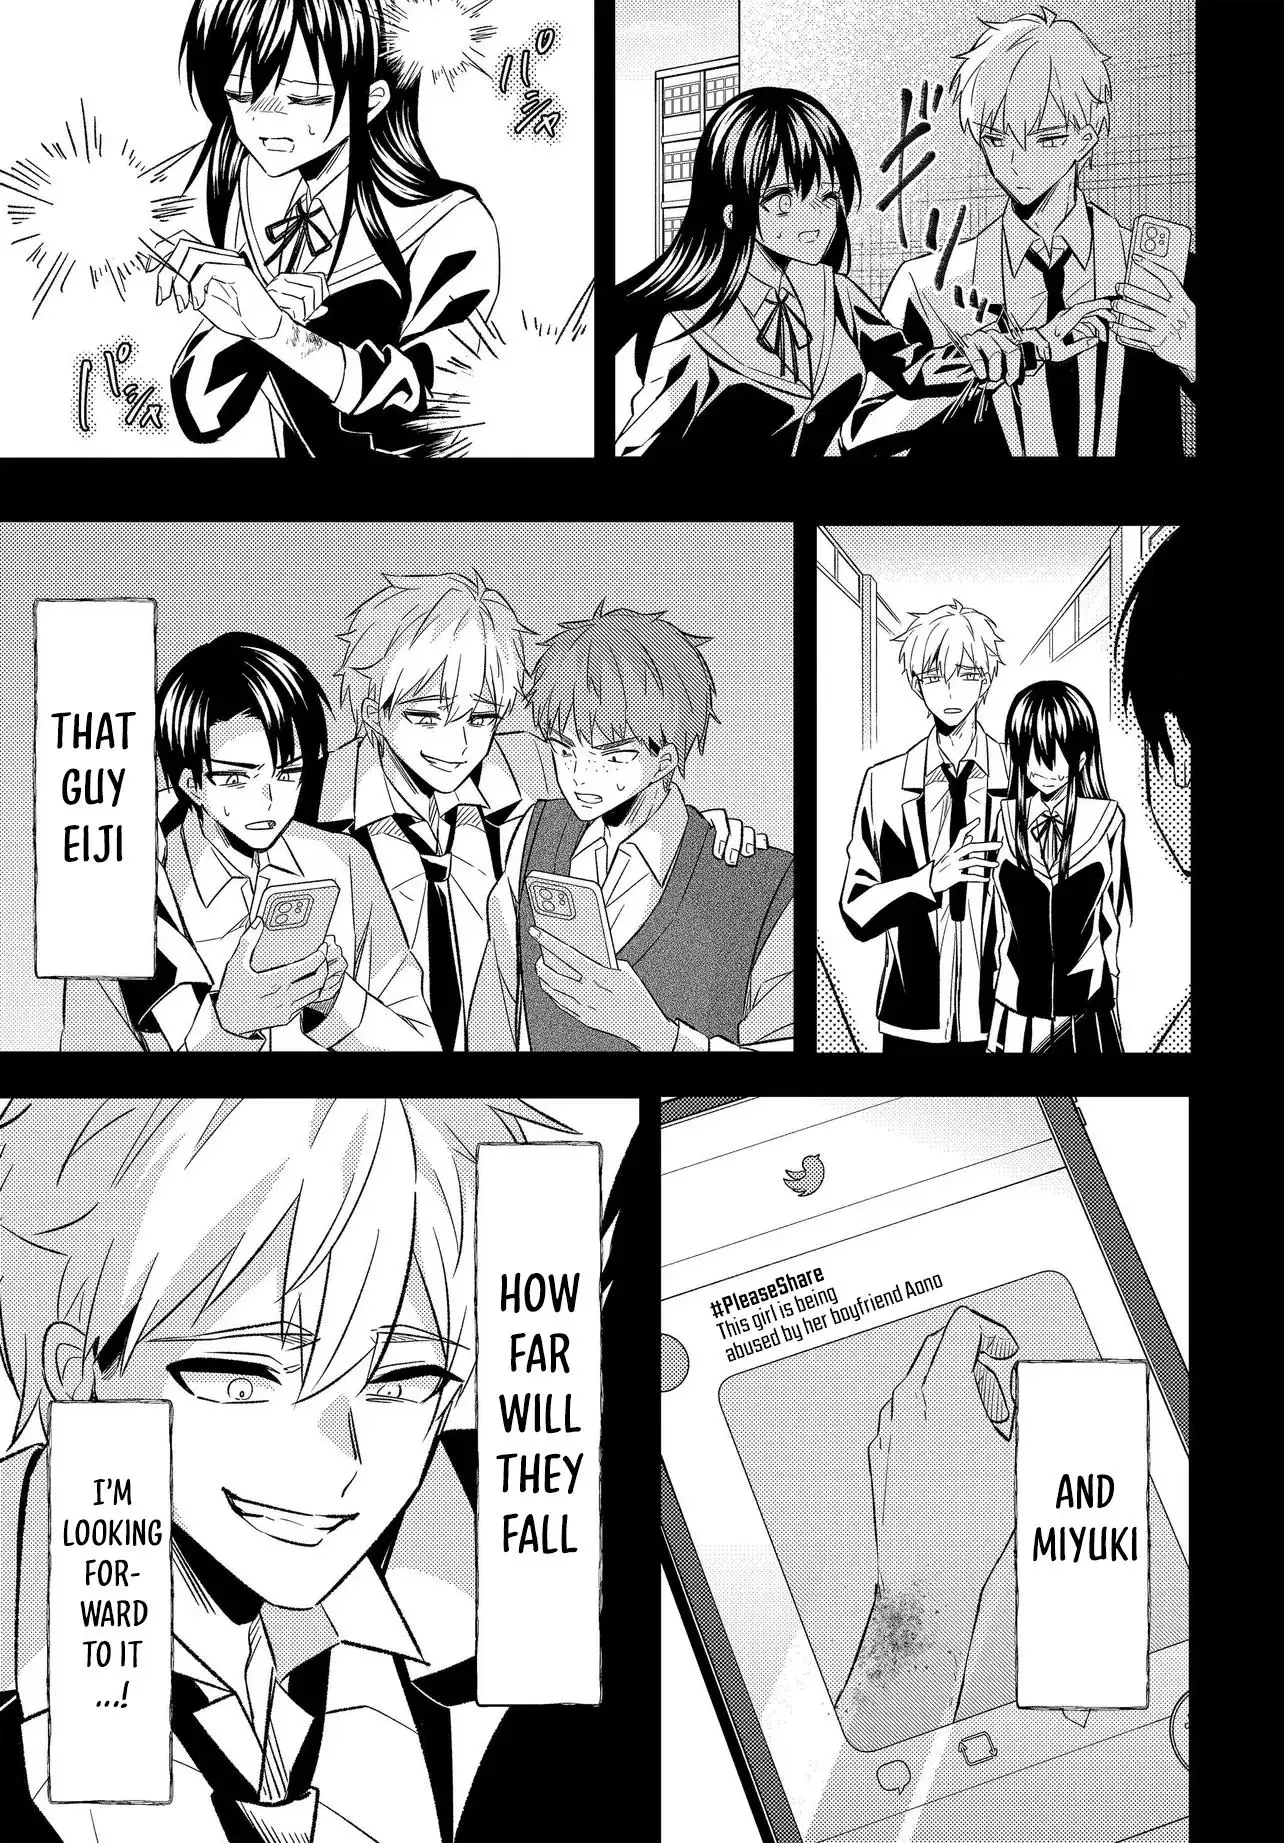 ギリッ
パシャ
パシャ
THAT
GUY
EIJI
#PleaseShare
This girl is being
abused by her boyfriend Aono
AND
MIYUKI
HOW
FAR
WILL
THEY
FALL
I'M
LOOKING
FOR-
WARD
TO IT
...!